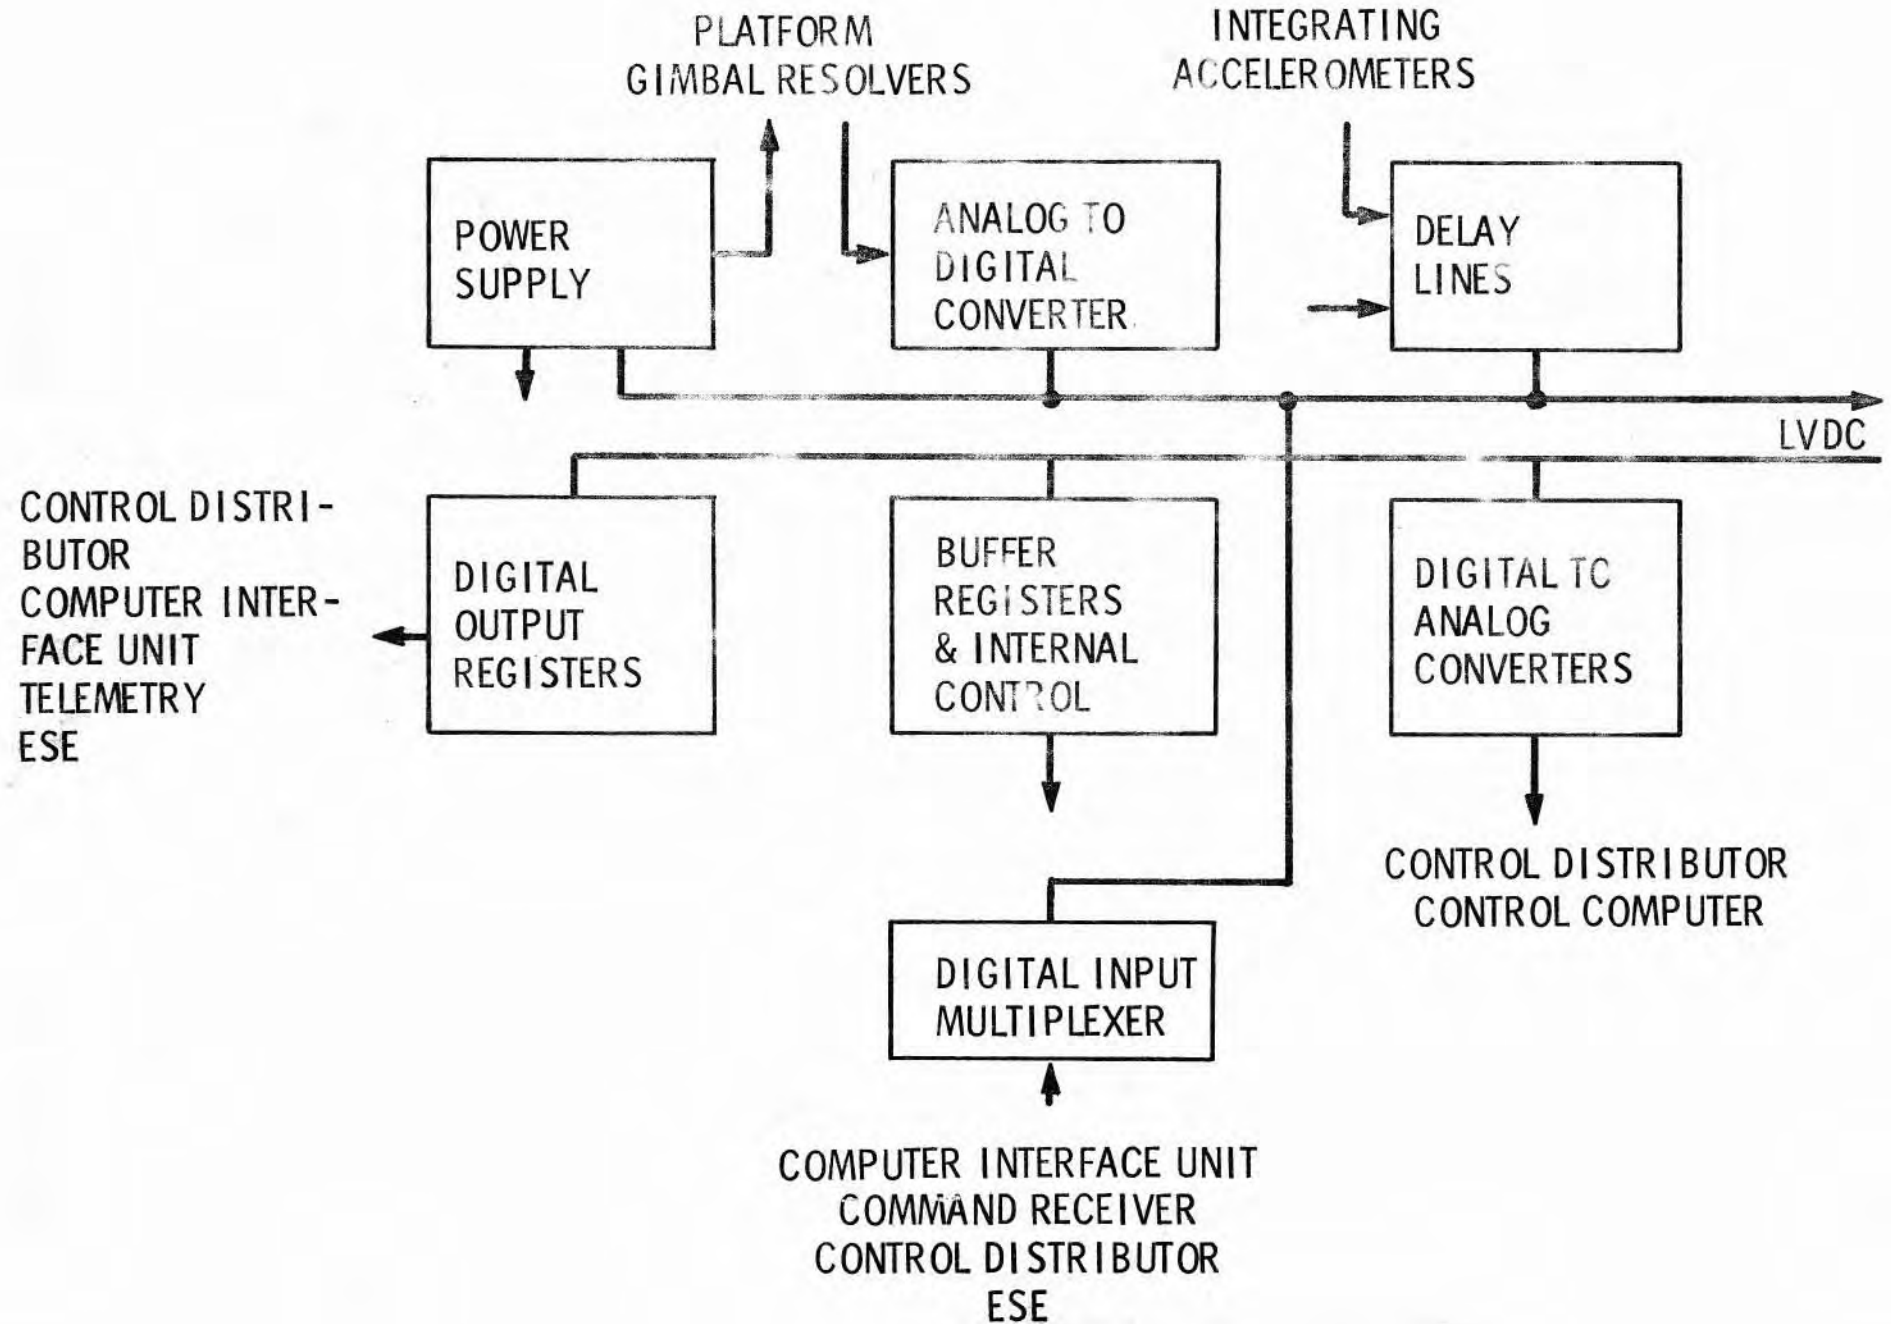 PLATFORM
GIMBAL RESOLVERS
INTEGRATING
ACCELEROMETERS
POWER
SUPPLY
ANALOG TO
DIGITAL
CONVERTER
DELAY
LINES
LVDC
CONTROL DISTRI-
BUTOR
COMPUTER INTER-
FACE UNIT
TELEMETRY
ESE
DIGITAL
OUTPUT
REGISTERS
BUFFER
REGISTERS
& INTERNAL
CONTROL
DIGITAL TO
ANALOG
CONVERTERS
CONTROL DISTRIBUTOR
CONTROL COMPUTER
DIGITAL INPUT
MULTIPLEXER
COMPUTER INTERFACE UNIT
COMMAND RECEIVER
CONTROL DISTRIBUTOR
ESE